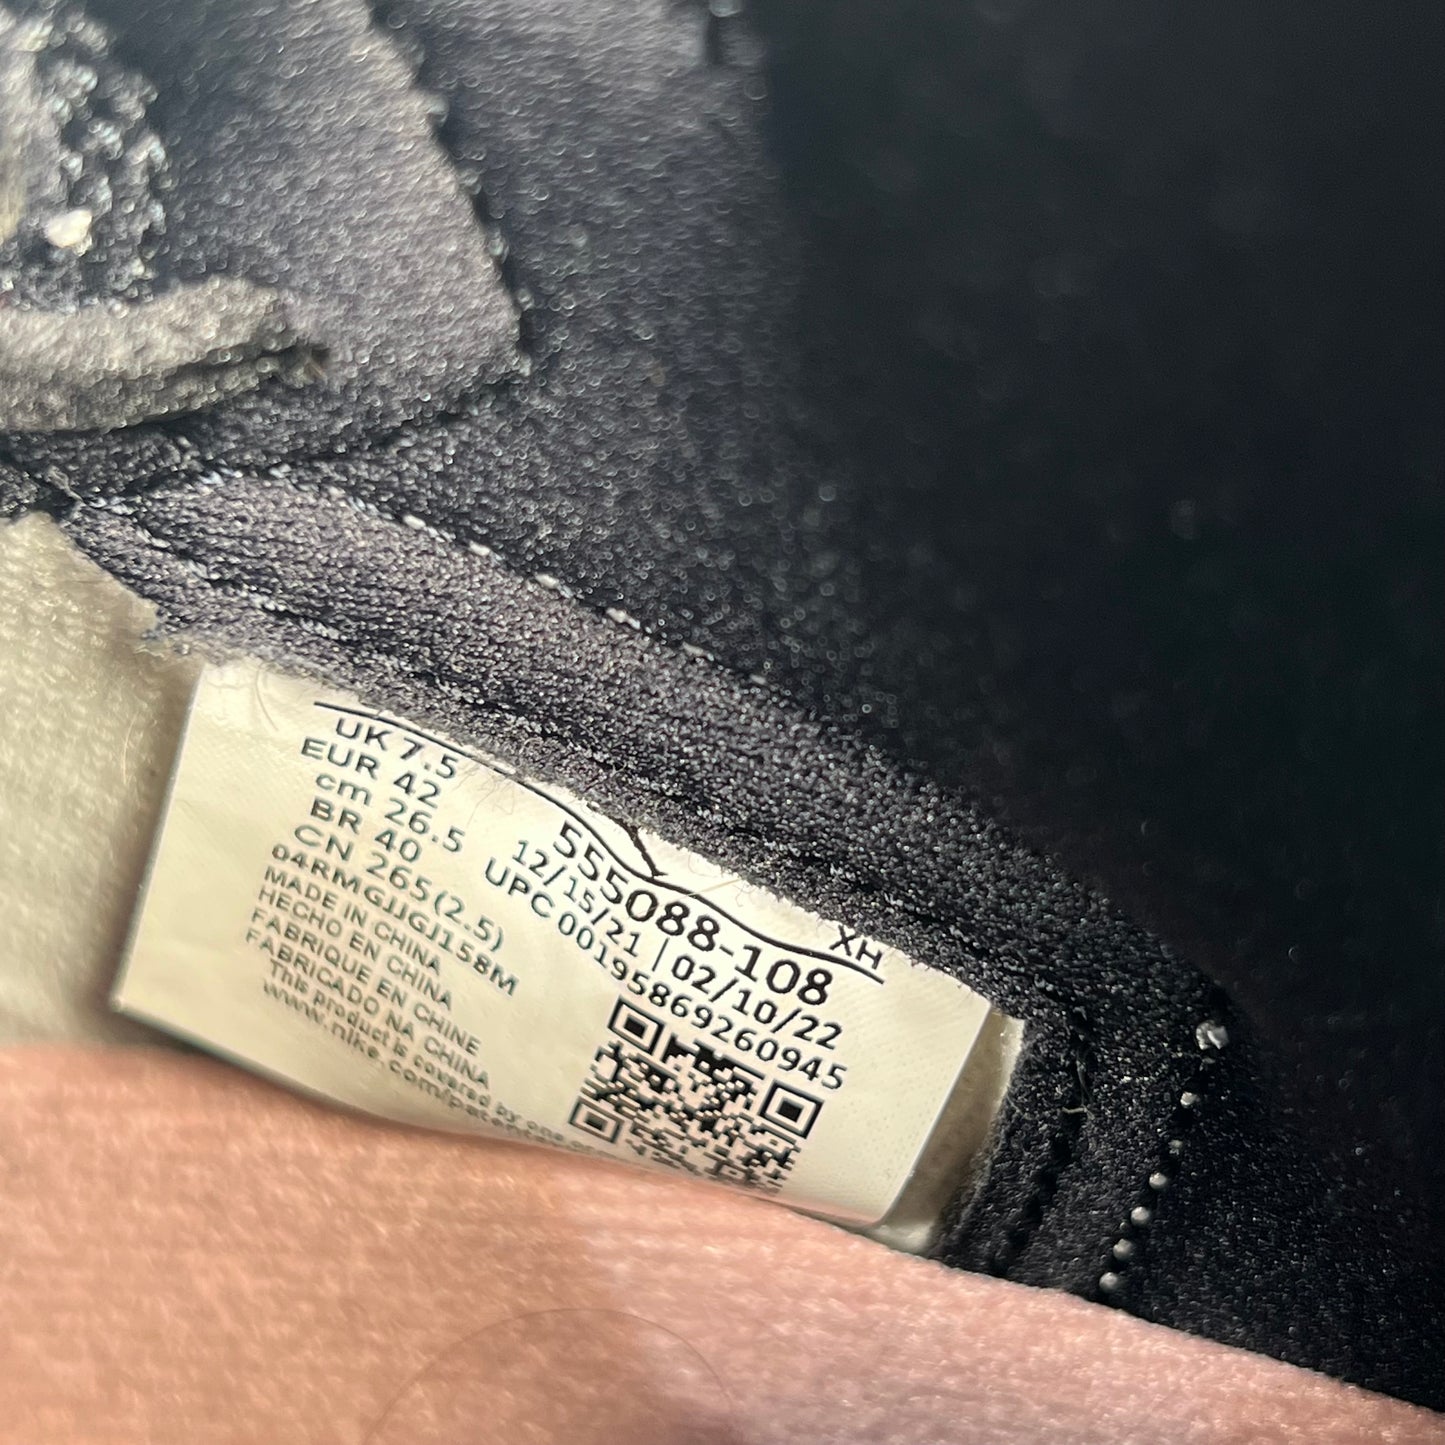 UK 7.5
EUR 42
cm 26.5
BR 40
CN 265(2.5)
04RMGJJGJ158M
MADE IN CHINA
HECHO EN CHINA
FABRIQUE EN CHINE
FABRICADO NA CHINA
This product is covered by one
www.nike.com/patents
XH
555088-108
12/15/21 | 02/10/22
UPC 00195869260945